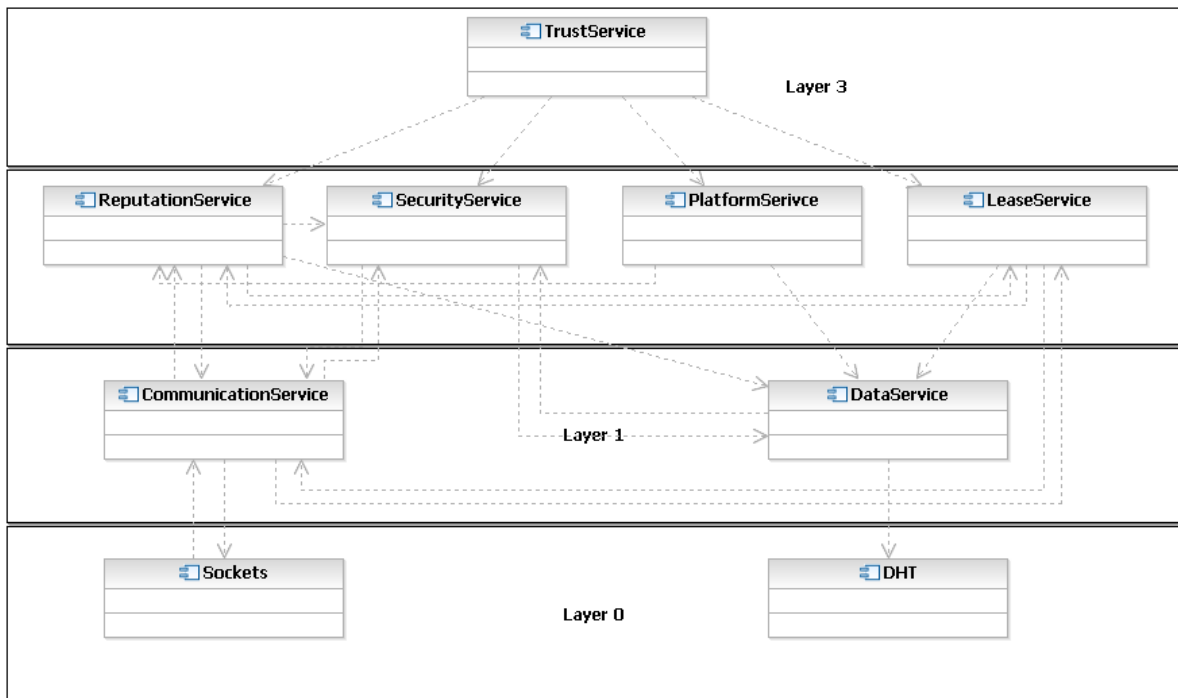 TrustService
Layer 3
ReputationService
SecurityService
PlatformSerivce
LeaseService
CommunicationService
DataService
Layer 1
Sockets
DHT
Layer 0